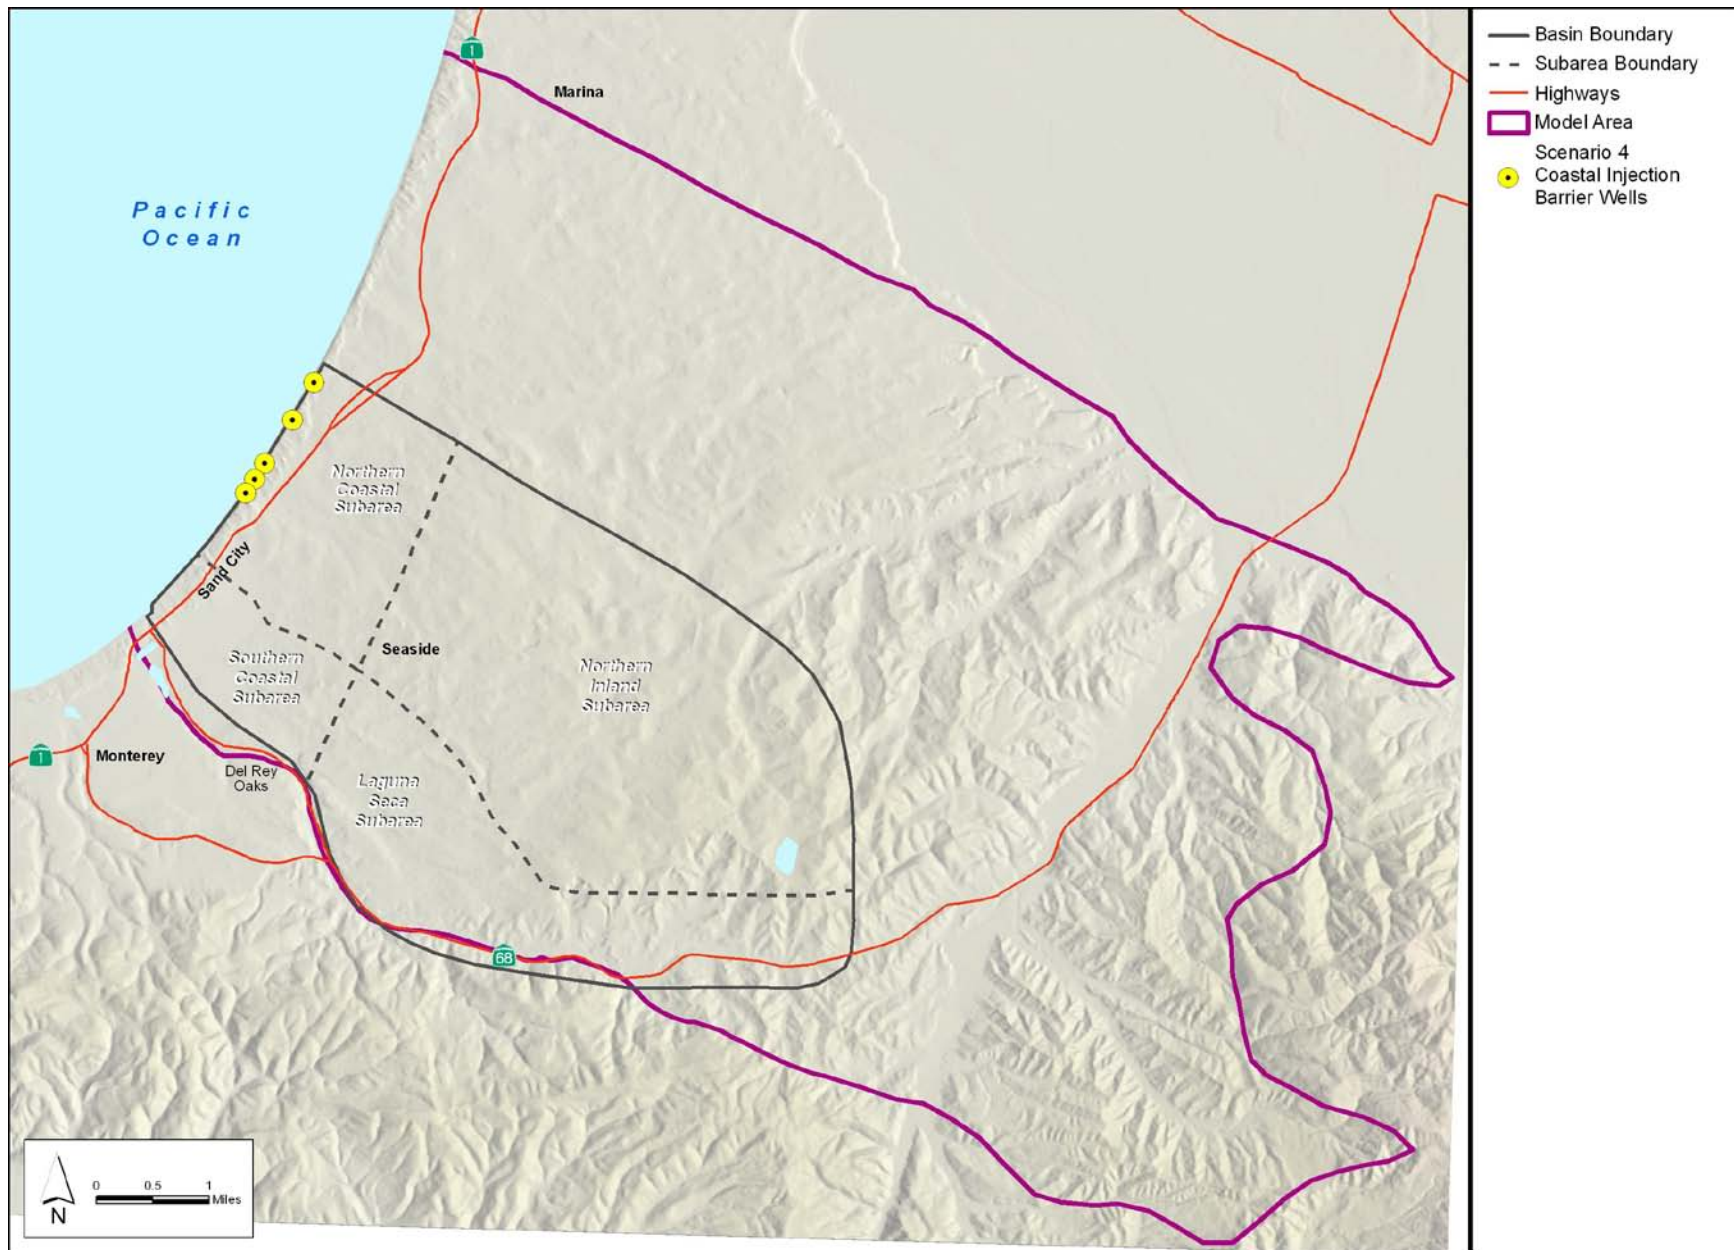 1
Marina
Pacific
Ocean
Northern
Coastal
Subarea
Sand City
Seaside
Southern
Coastal
Subarea
Northern
Inland
Subarea
1
Monterey
Del Rey
Oaks
Laguna
Seca
Subarea
68
N
0 0.5 1
Miles
Basin Boundary
Subarea Boundary
Highways
Model Area
Scenario 4
Coastal Injection
Barrier Wells